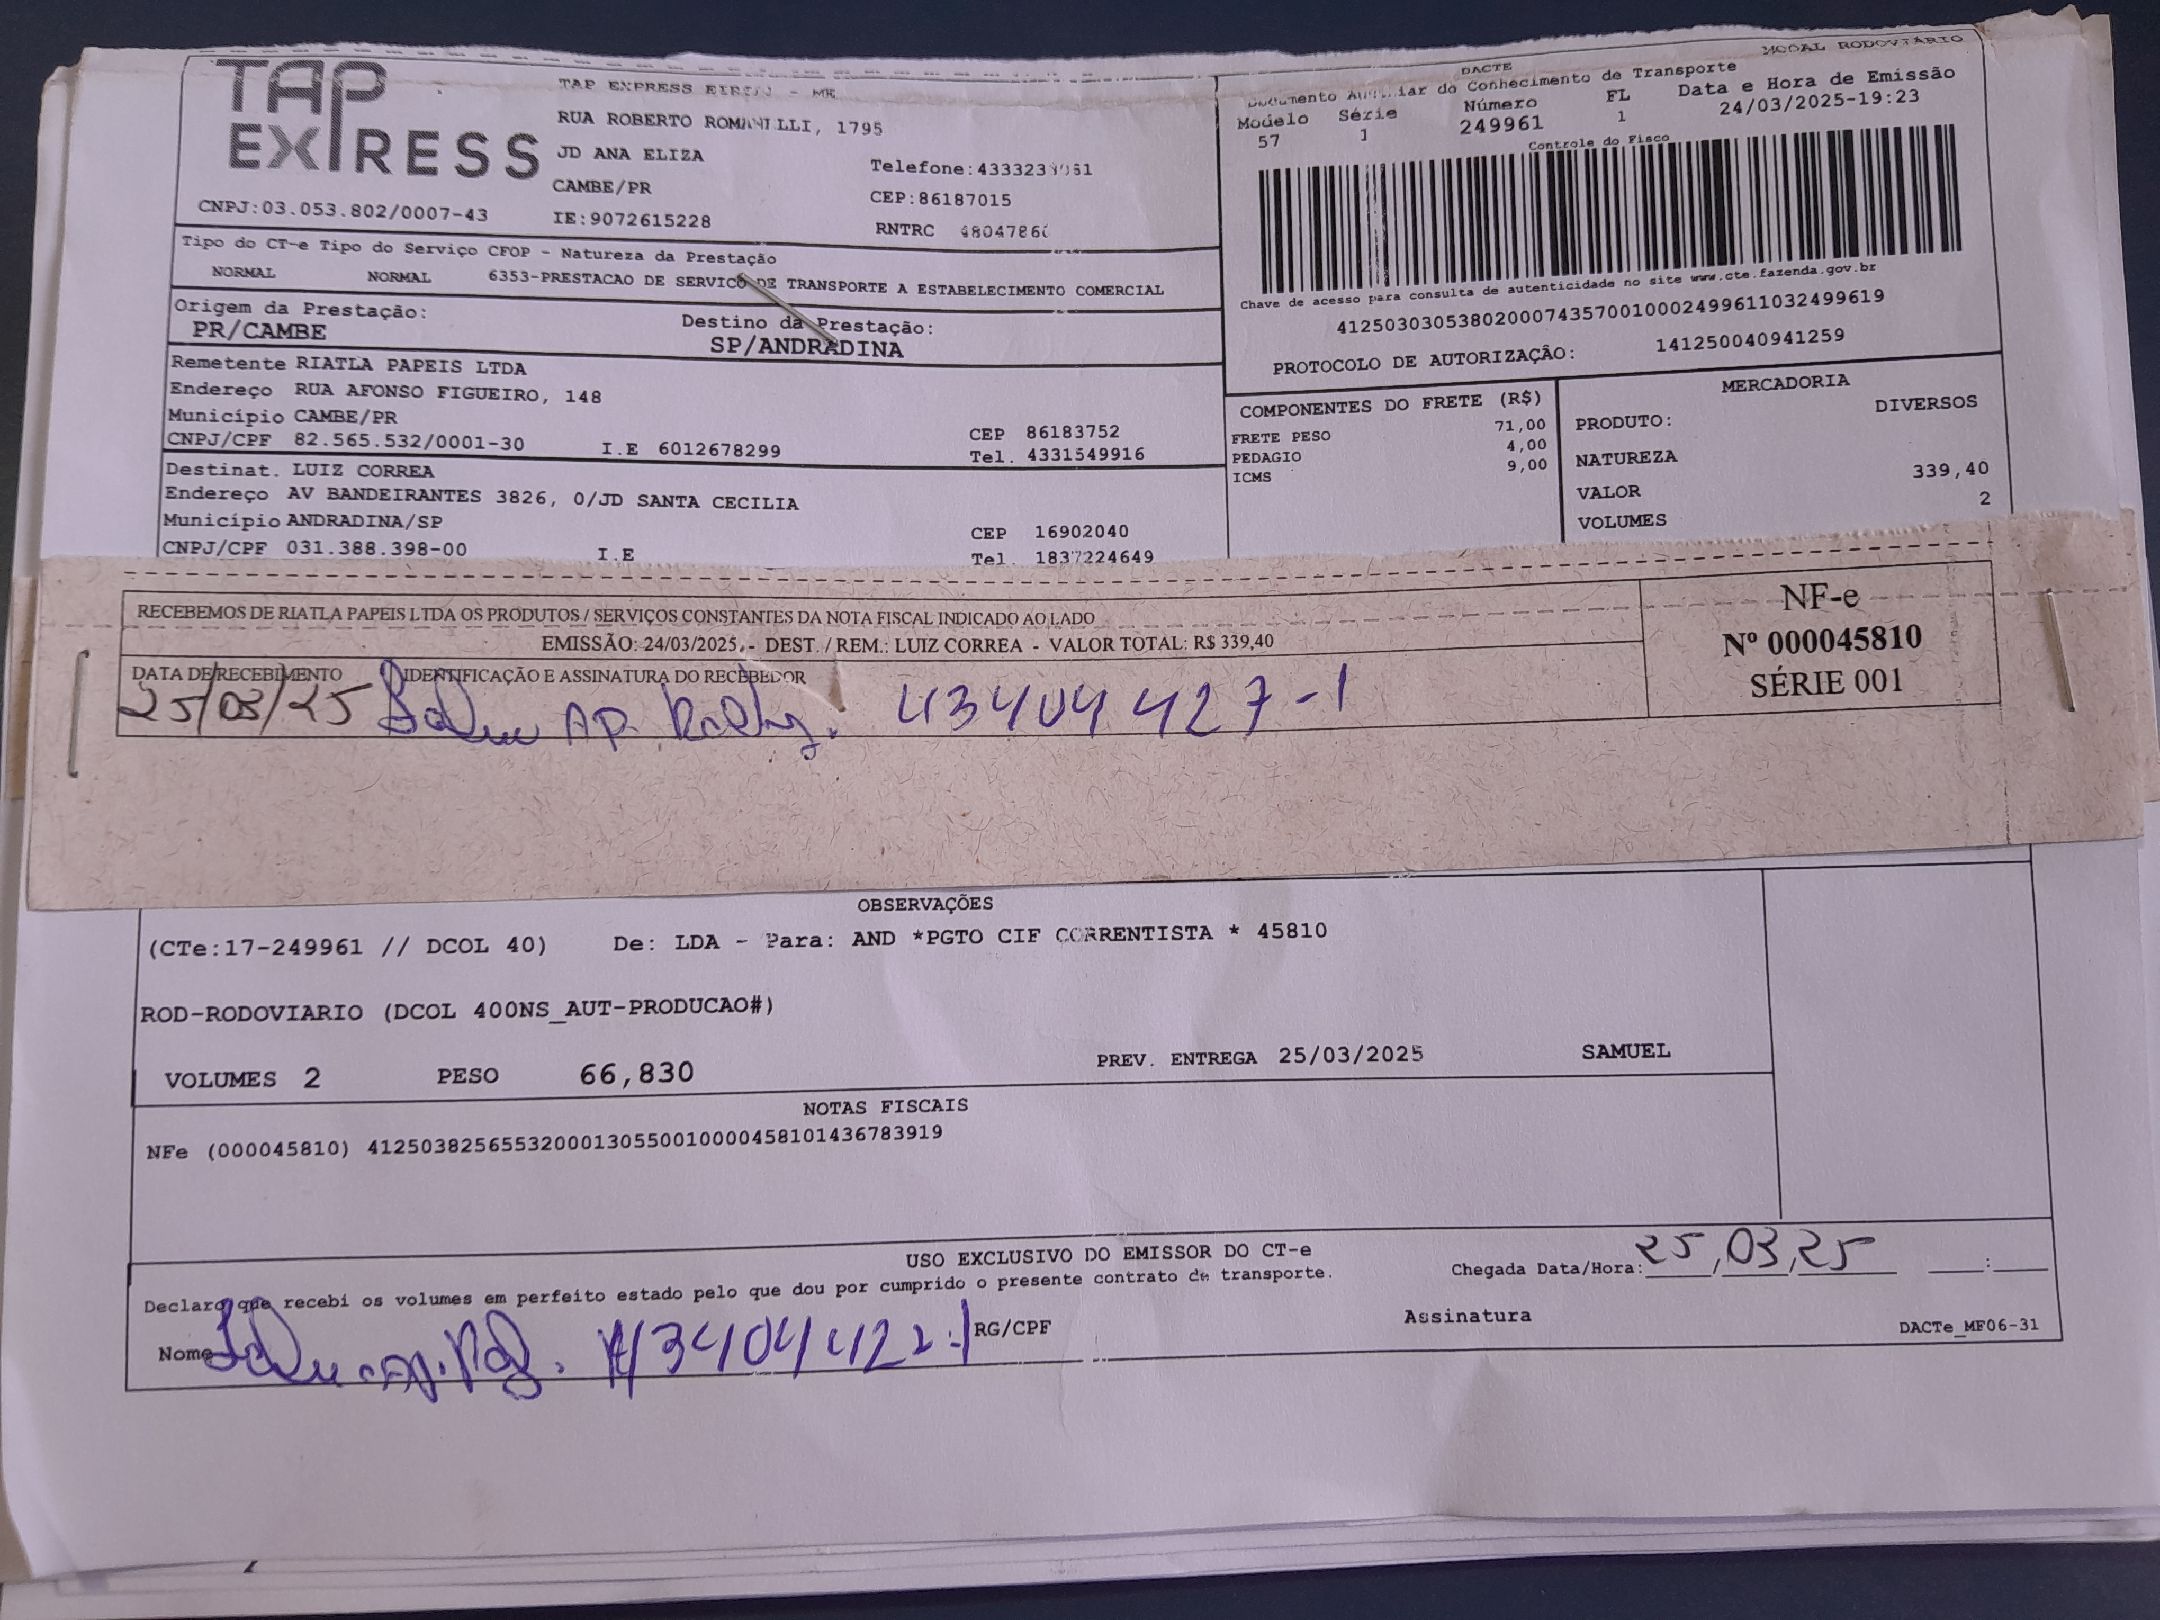 TAP EXPRESS
TAP EXPRESS EIRELI - ME
RUA ROBERTO ROMANILLI, 1795
JD ANA ELIZA
CAMBE/PR
IE:9072615228
CEP:86187015
RNTRC
CNPJ:03.053.802/0007-43
MODAL RODOVIÁRIO
DACTE
Documento Auxiliar do Conhecimento de Transporte
Modelo Série Número FL Data e Hora de Emissão
57 1 249961 1 24/03/2025-19:23
Controle do Fisco
Chave de acesso para consulta de autenticidade no site www.cte.fazenda.gov.br
41250303053802000743570010002499611032499619
PROTOCOLO DE AUTORIZAÇÃO: 141250040941259
Tipo do CT-e Tipo do Serviço CFOP - Natureza da Prestação
NORMAL NORMAL 6353-PRESTACAO DE SERVICO DE TRANSPORTE A ESTABELECIMENTO COMERCIAL
Origem da Prestação: Destino da Prestação:
PR/CAMBE SP/ANDRADINA
Remetente RIATLA PAPEIS LTDA
Endereço RUA AFONSO FIGUEIRO, 148
Município CAMBE/PR CEP 86183752
CNPJ/CPF 82.565.532/0001-30 I.E 6012678299 Tel. 4331549916
Destinat. LUIZ CORREA
Endereço AV BANDEIRANTES 3826, 0/JD SANTA CECILIA
Município ANDRADINA/SP CEP 16902040
CNPJ/CPF 031.388.398-00 I.E Tel. 1837224649
COMPONENTES DO FRETE (R$)
FRETE PESO 71,00
PEDAGIO 4,00
ICMS 9,00
MERCADORIA
PRODUTO: DIVERSOS
NATUREZA
VALOR 339,40
VOLUMES 2
RECEBEMOS DE RIATLA PAPEIS LTDA OS PRODUTOS / SERVIÇOS CONSTANTES DA NOTA FISCAL INDICADO AO LADO
EMISSÃO: 24/03/2025 - DEST. / REM.: LUIZ CORREA - VALOR TOTAL: R$ 339,40
DATA DE RECEBIMENTO IDENTIFICAÇÃO E ASSINATURA DO RECEBEDOR
25/03/25 43404427-1
NF-e
Nº 000045810
SÉRIE 001
OBSERVAÇÕES
(CTe:17-249961 // DCOL 40) De: LDA - Para: AND *PGTO CIF CORRENTISTA * 45810
ROD-RODOVIARIO (DCOL 400NS_AUT-PRODUCAO#)
VOLUMES 2 PESO 66,830 PREV. ENTREGA 25/03/2025 SAMUEL
NOTAS FISCAIS
NFe (000045810) 41250382565532000130550010000458101436783919
USO EXCLUSIVO DO EMISSOR DO CT-e
Declaro que recebi os volumes em perfeito estado pelo que dou por cumprido o presente contrato de transporte.
Chegada Data/Hora: 25/03/25 :
Nome RG/CPF Assinatura
DACTe_MF06-31